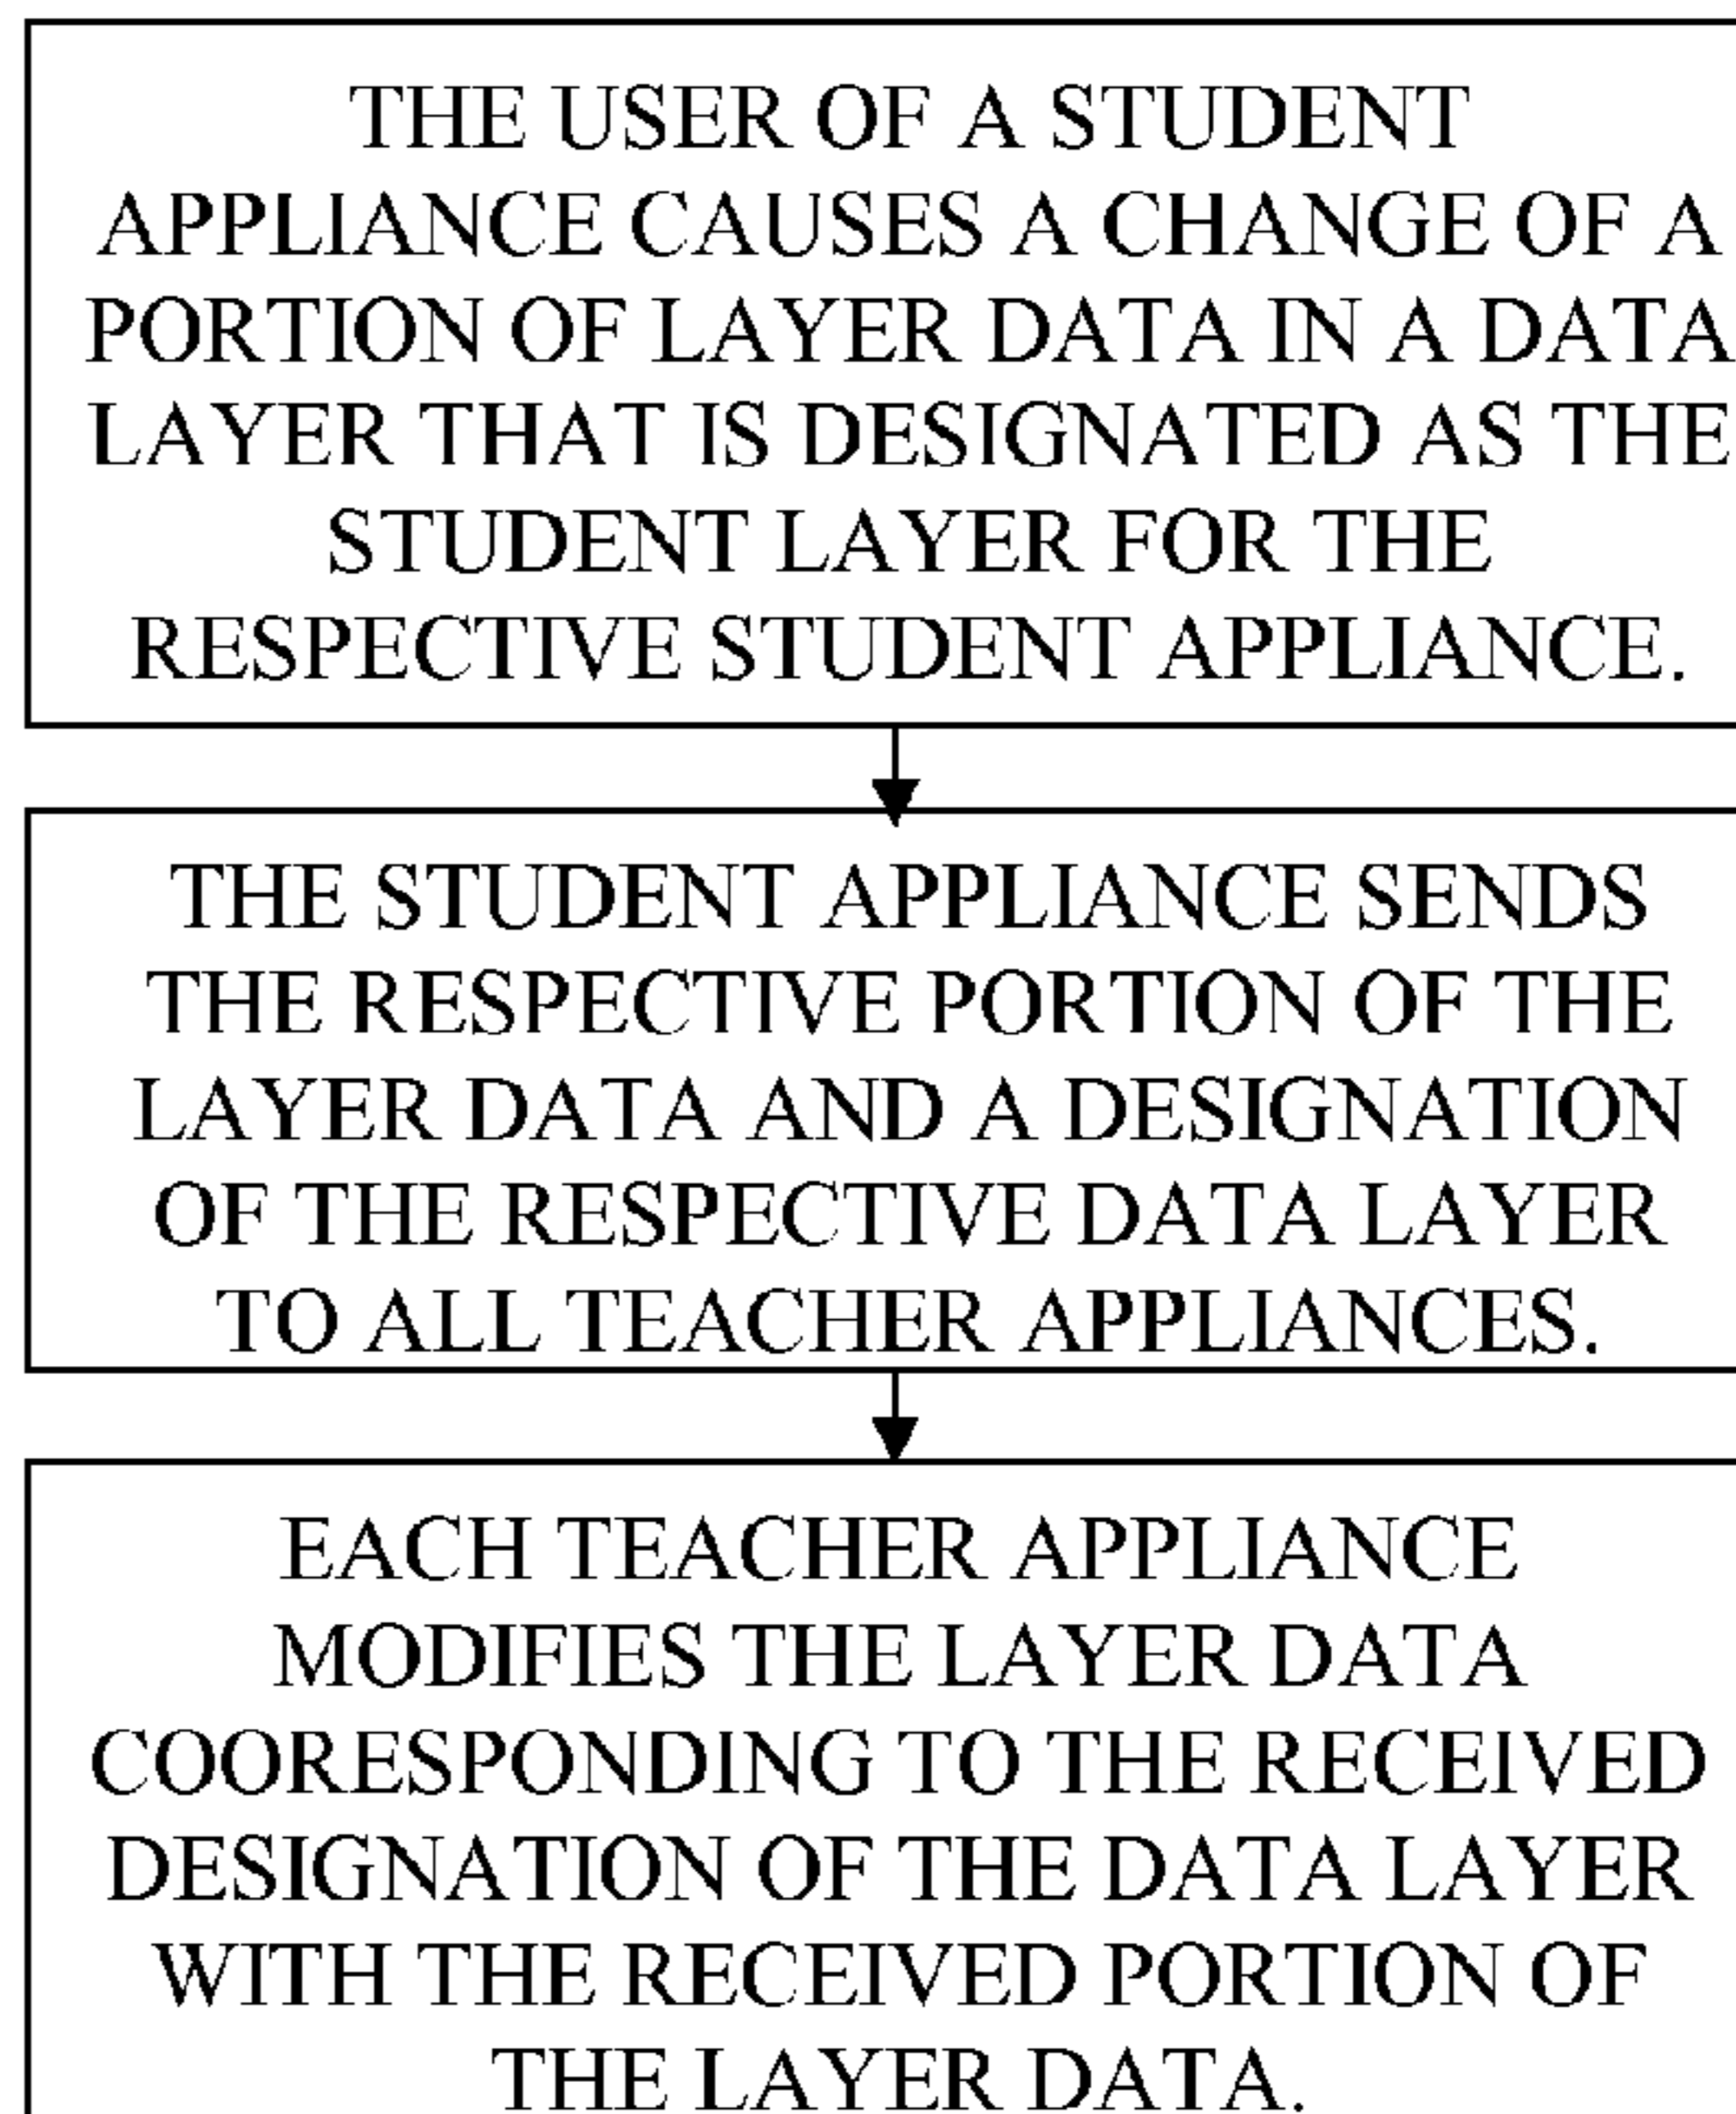 THE USER OF A STUDENT
APPLIANCE CAUSES A CHANGE OF A
PORTION OF LAYER DATA IN A DATA
LAYER THAT IS DESIGNATED AS THE
STUDENT LAYER FOR THE
RESPECTIVE STUDENT APPLIANCE.
THE STUDENT APPLIANCE SENDS
THE RESPECTIVE PORTION OF THE
LAYER DATA AND A DESIGNATION
OF THE RESPECTIVE DATA LAYER
TO ALL TEACHER APPLIANCES.
EACH TEACHER APPLIANCE
MODIFIES THE LAYER DATA
COORESPONDING TO THE RECEIVED
DESIGNATION OF THE DATA LAYER
WITH THE RECEIVED PORTION OF
THE LAYER DATA.